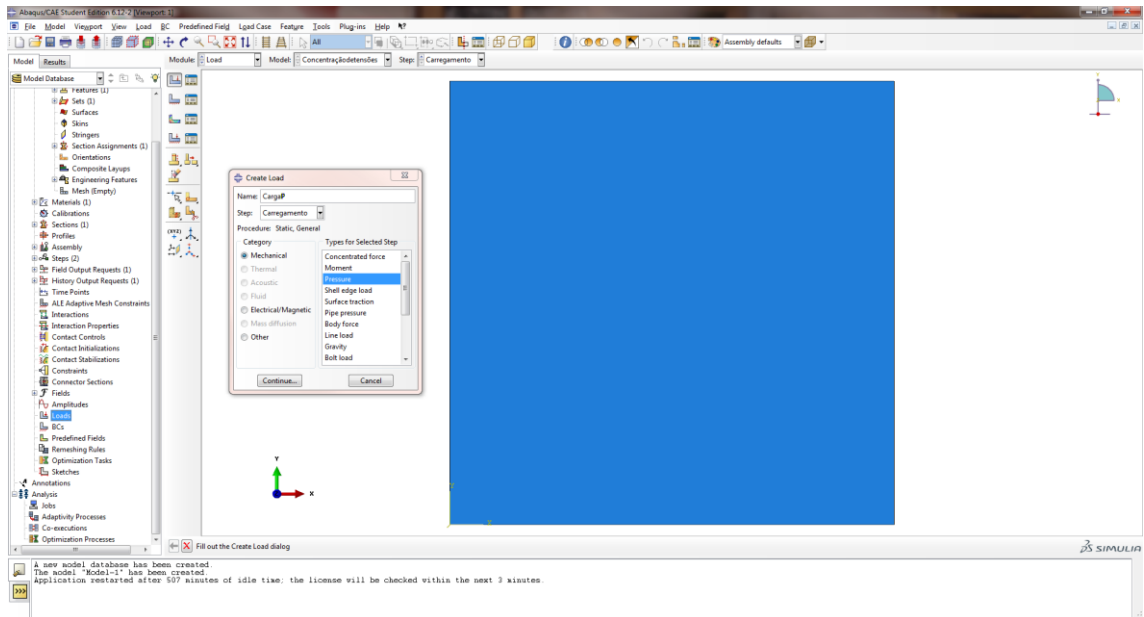 Abaqus/CAE Student Edition 6.12-2 [Viewport: 1]
File Model Viewport View Load BC Predefined Field Load Case Feature Tools Plug-ins Help
All
Assembly defaults
Model Results
Module: Load Model: Concentraçãodetensões Step: Carregamento
Model Database
Features (1)
Sets (1)
Surfaces
Skins
Stringers
Section Assignments (1)
Orientations
Composite Layups
Engineering Features
Mesh (Empty)
Materials (1)
Calibrations
Sections (1)
Profiles
Assembly
Steps (2)
Field Output Requests (1)
History Output Requests (1)
Time Points
ALE Adaptive Mesh Constraints
Interactions
Interaction Properties
Contact Controls
Contact Initializations
Contact Stabilizations
Constraints
Connector Sections
Fields
Amplitudes
Loads
BCs
Predefined Fields
Remeshing Rules
Optimization Tasks
Sketches
Annotations
Analysis
Jobs
Adaptivity Processes
Co-executions
Optimization Processes
Create Load
Name: CargaP
Step: Carregamento
Procedure: Static, General
Category
Mechanical
Thermal
Acoustic
Fluid
Electrical/Magnetic
Mass diffusion
Other
Types for Selected Step
Concentrated force
Moment
Pressure
Shell edge load
Surface traction
Pipe pressure
Body force
Line load
Gravity
Bolt load
Continue... Cancel
Y
X
Fill out the Create Load dialog
SIMULIA
A new model database has been created.
The model "Model-1" has been created.
Application restarted after 507 minutes of idle time; the license will be checked within the next 3 minutes.
>>>